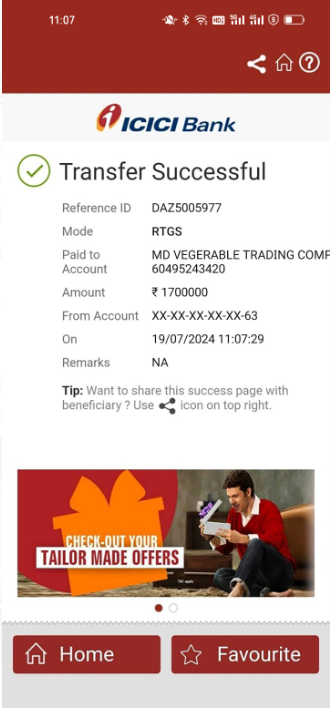 11:07
ICICI Bank
Transfer Successful
Reference ID DAZ5005977
Mode RTGS
Paid to MD VEGERABLE TRADING COMP
Account 60495243420
Amount ₹ 1700000
From Account XX-XX-XX-XX-XX-63
On 19/07/2024 11:07:29
Remarks NA
Tip: Want to share this success page with
beneficiary ? Use icon on top right.
CHECK-OUT YOUR
TAILOR MADE OFFERS
Home Favourite